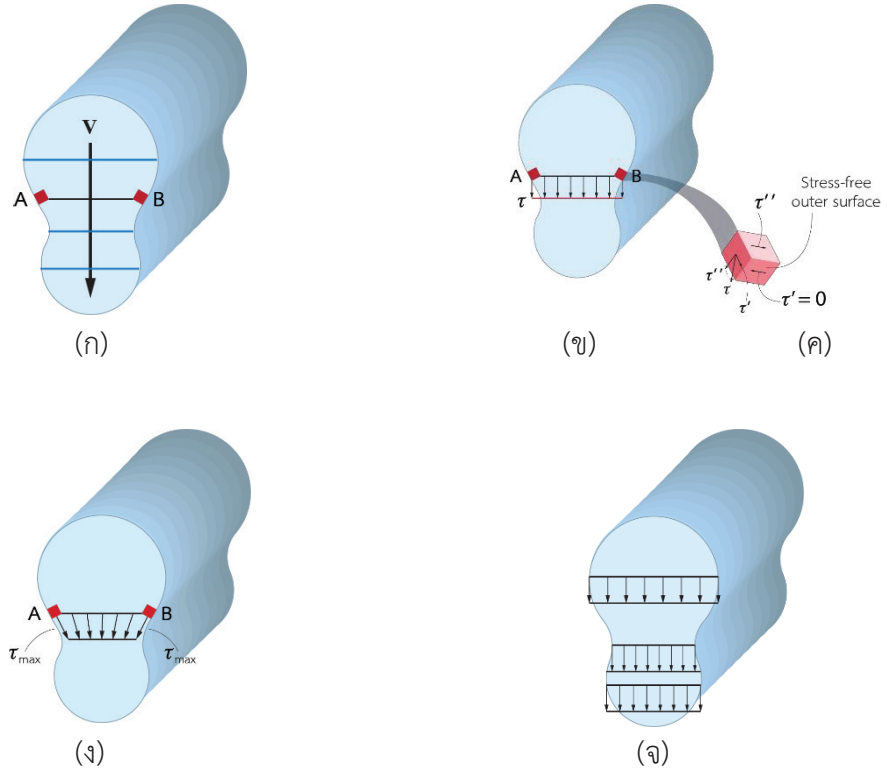 V
A B
(ก)
A B
τ
Stress-free
outer surface
τ''
τ''
τ'
τ'
τ' = 0
(ข) (ค)
A B
τmax τmax
(ง)
(จ)